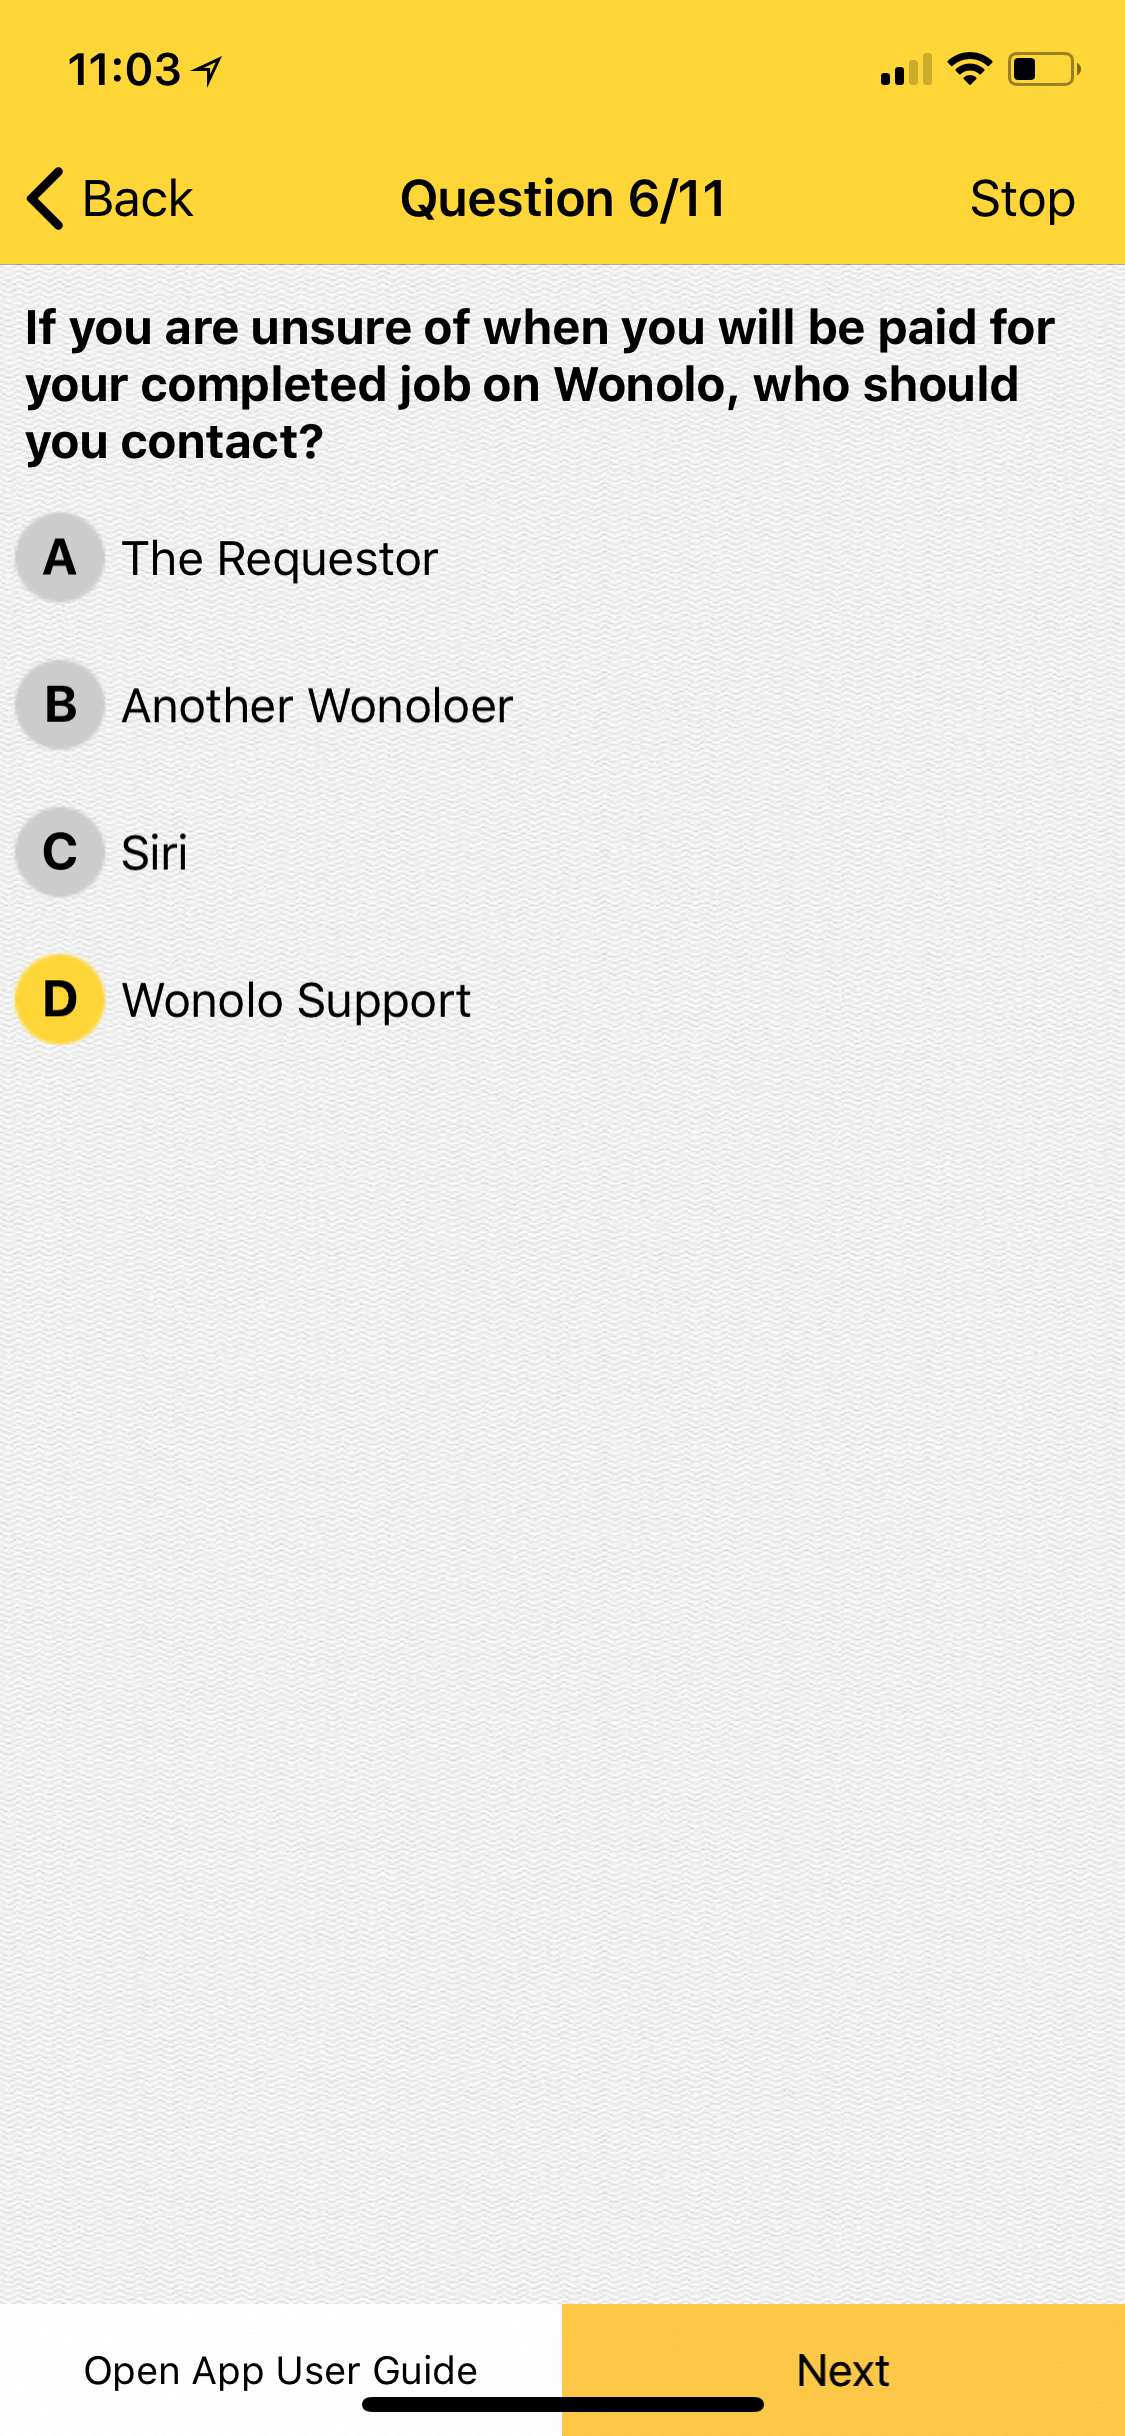 11:03
Back
Question 6/11
Stop
If you are unsure of when you will be paid for
your completed job on Wonolo, who should
you contact?
A The Requestor
B Another Wonoloer
C Siri
D Wonolo Support
Open App User Guide
Next